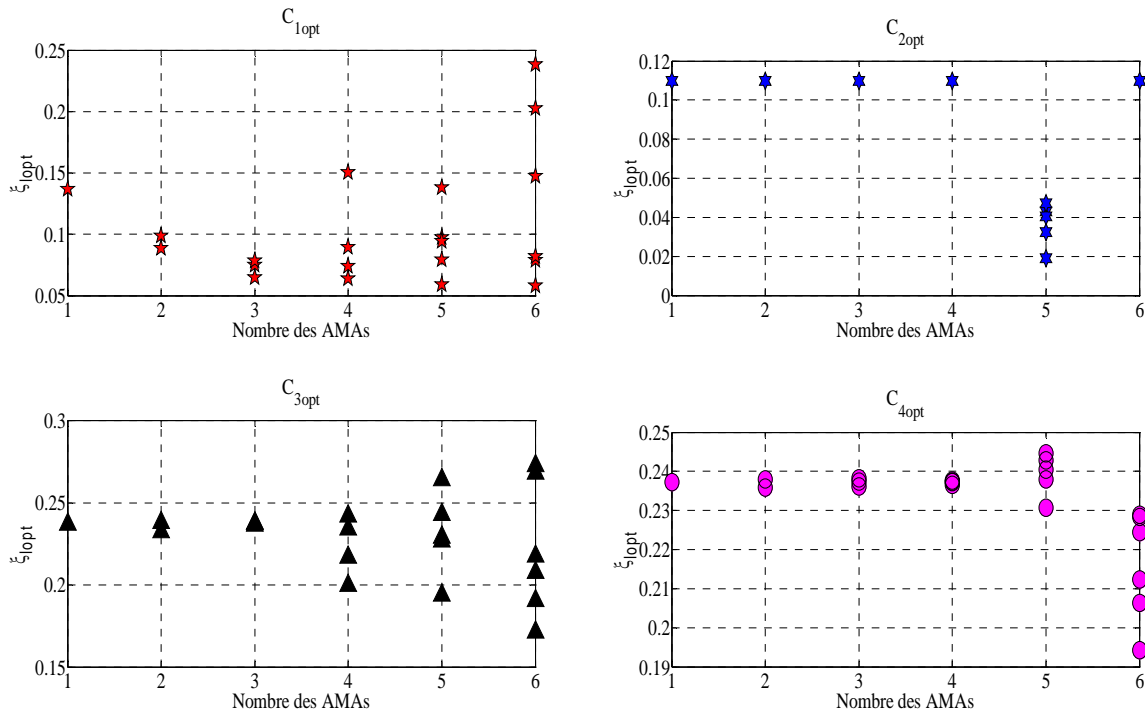 C1opt
0.25
0.2
0.15
0.1
0.05
ξlopt
1 2 3 4 5 6
Nombre des AMAs
C2opt
0.12
0.1
0.08
0.06
0.04
0.02
0
ξlopt
1 2 3 4 5 6
Nombre des AMAs
C3opt
0.3
0.25
0.2
0.15
ξlopt
1 2 3 4 5 6
Nombre des AMAs
C4opt
0.25
0.24
0.23
0.22
0.21
0.2
0.19
ξlopt
1 2 3 4 5 6
Nombre des AMAs